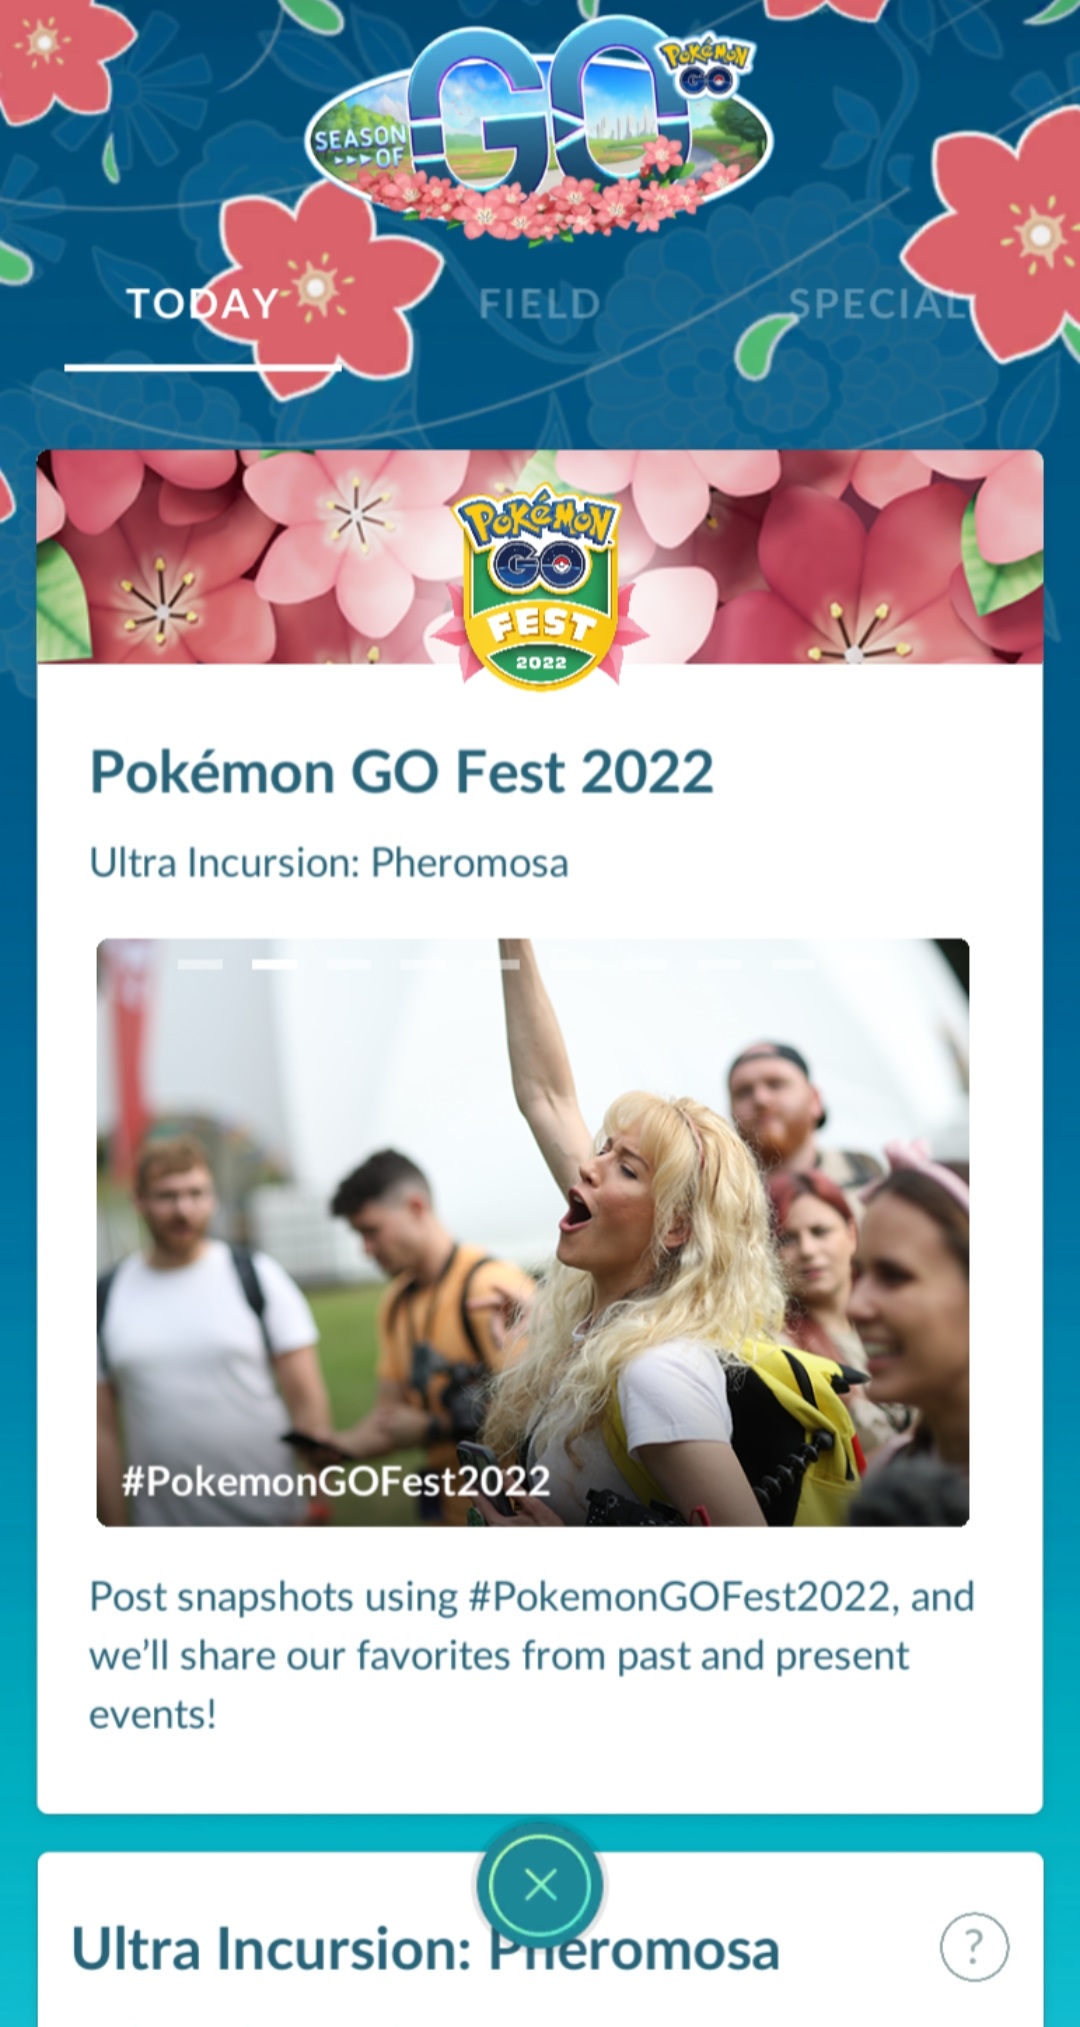 SEASON
OF
GO
POKÉMON
GO
TODAY
FIELD
SPECIAL
POKÉMON
GO
FEST
2022
Pokémon GO Fest 2022
Ultra Incursion: Pheromosa
#PokemonGOFest2022
Post snapshots using #PokemonGOFest2022, and
we’ll share our favorites from past and present
events!
Ultra Incursion: Pheromosa
?